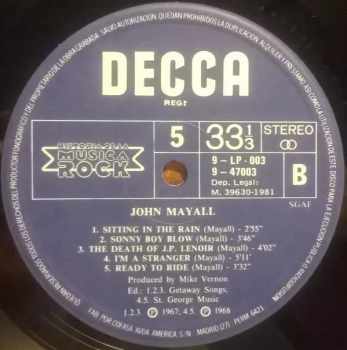 DECCA
REGT
HISTORIA DE LA
MUSICA
ROCK
5
33 1/3
STEREO
9 - LP - 003
9 - 47003
Dep. Legal:
M. 39630-1981
B
SGAE
JOHN MAYALL
1. SITTING IN THE RAIN (Mayall) - 2'55"
2. SONNY BOY BLOW (Mayall) - 3'46"
3. THE DEATH OF J.P. LENOIR (Mayall) - 4'02"
4. I'M A STRANGER (Mayall) - 5'11'
5. READY TO RIDE (Mayall) - 3'32"
Produced by Mike Vernon
Ed.: 1.2.3. Getaway Songs,
4.5. St. George Music
1.2.3. Ⓟ 1967; 4.5. Ⓟ 1968